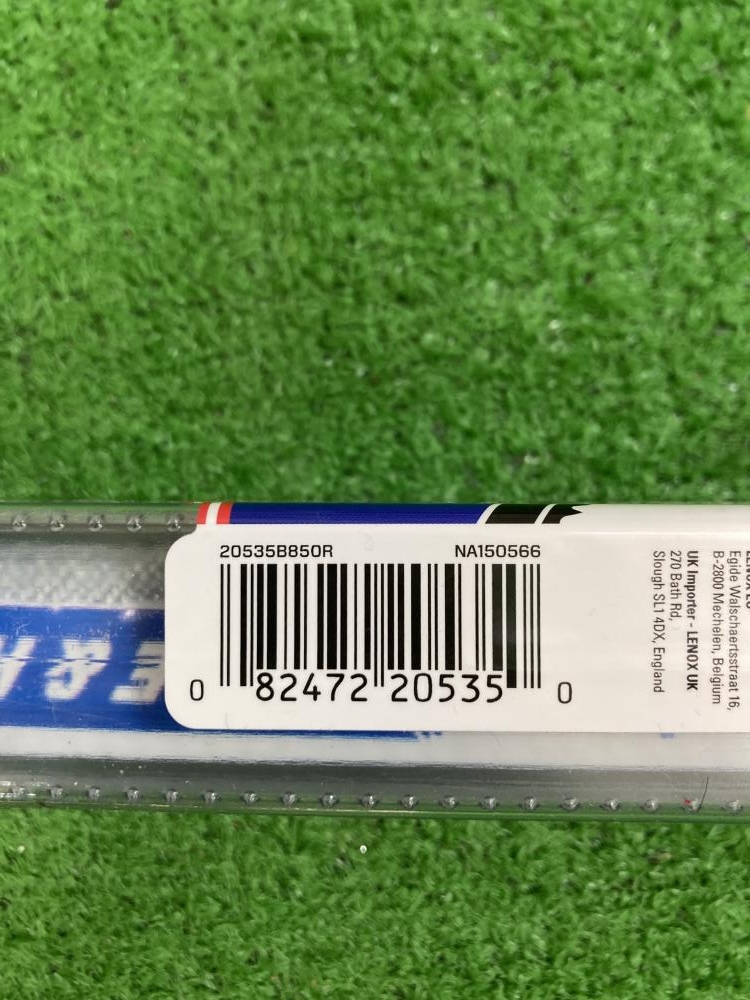 20535B850R NA150566
0 82472 20535 0
Egide Walschaertsstraat 16,
B-2800 Mechelen, Belgium
UK Importer - LENOX UK
270 Bath Rd,
Slough SL1 4DX, England